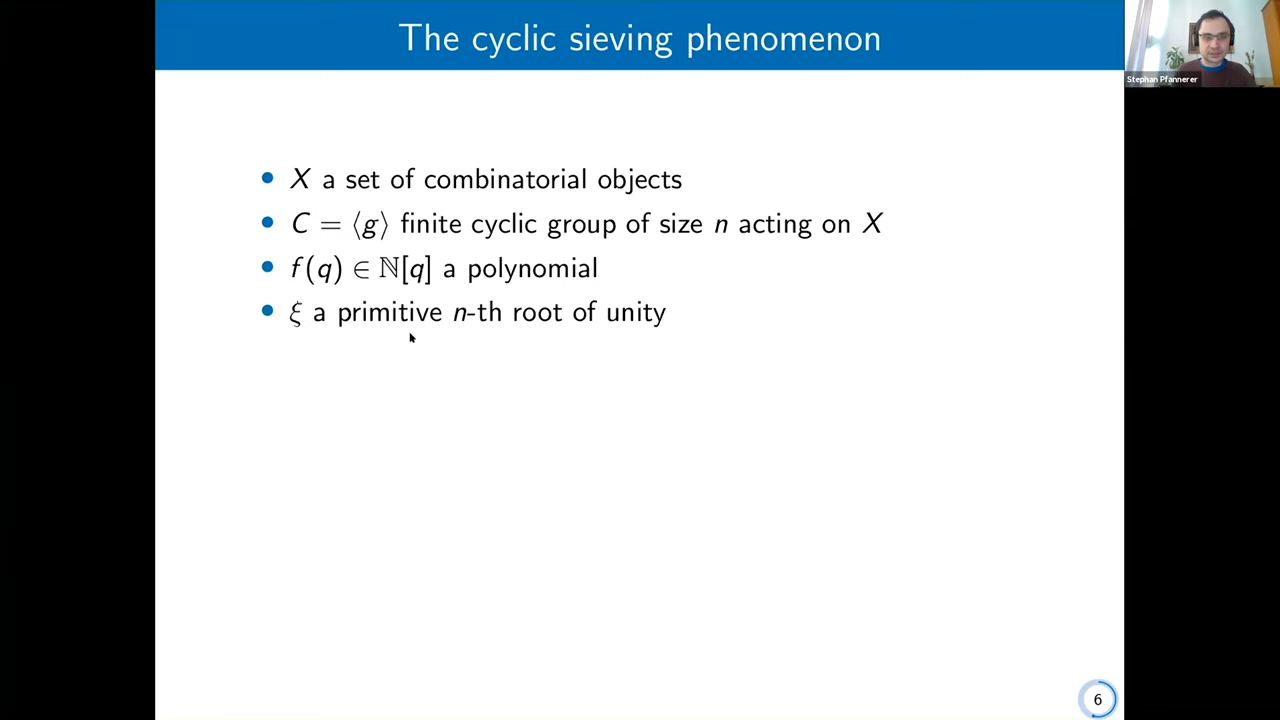 The cyclic sieving phenomenon
Stephan Pfannerer
• X a set of combinatorial objects
• C = ⟨g⟩ finite cyclic group of size n acting on X
• f(q) ∈ ℕ[q] a polynomial
• ξ a primitive n-th root of unity
6